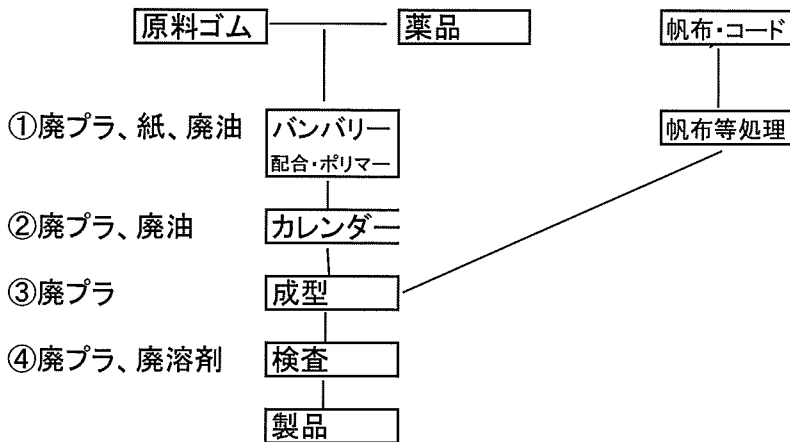 原料ゴム 薬品 帆布・コード
①廃プラ、紙、廃油 バンバリー 帆布等処理
配合・ポリマー
②廃プラ、廃油 カレンダー
③廃プラ 成型
④廃プラ、廃溶剤 検査
製品